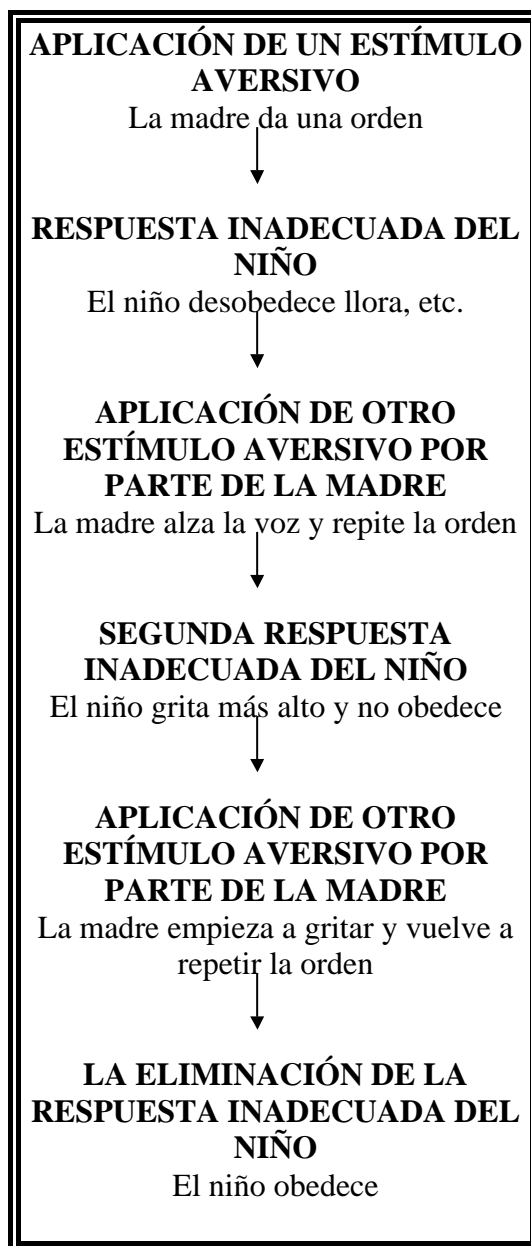 APLICACIÓN DE UN ESTÍMULO
AVERSIVO
La madre da una orden
RESPUESTA INADECUADA DEL
NIÑO
El niño desobedece llora, etc.
APLICACIÓN DE OTRO
ESTÍMULO AVERSIVO POR
PARTE DE LA MADRE
La madre alza la voz y repite la orden
SEGUNDA RESPUESTA
INADECUADA DEL NIÑO
El niño grita más alto y no obedece
APLICACIÓN DE OTRO
ESTÍMULO AVERSIVO POR
PARTE DE LA MADRE
La madre empieza a gritar y vuelve a
repetir la orden
LA ELIMINACIÓN DE LA
RESPUESTA INADECUADA DEL
NIÑO
El niño obedece